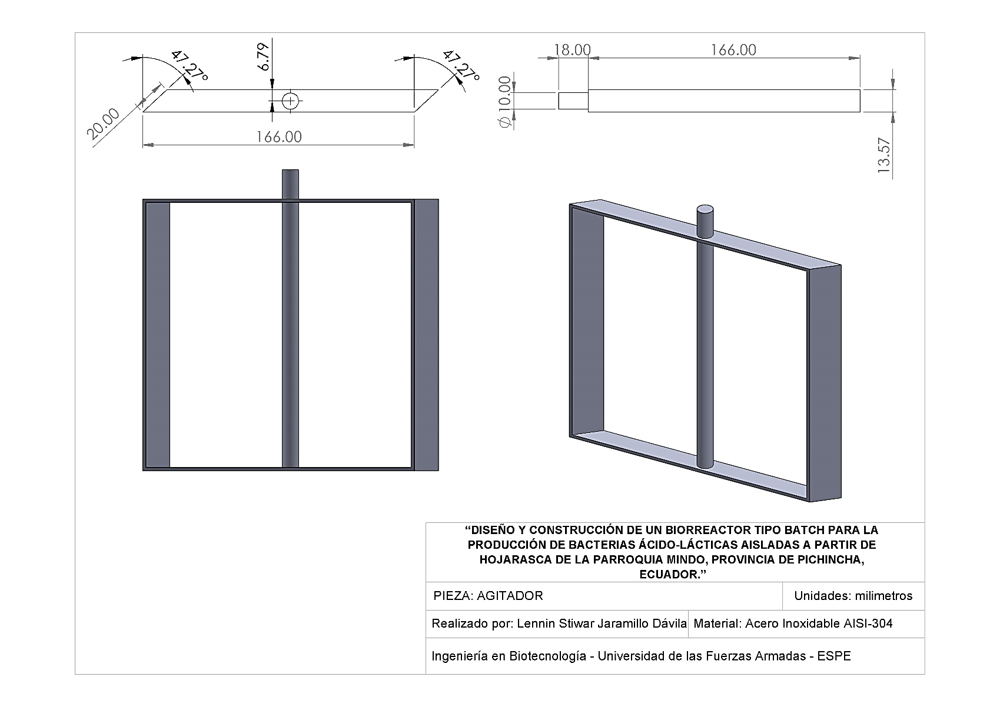 47.27°
6.79
47.27°
20.00
166.00
18.00
166.00
⌀ 10.00
13.57
“DISEÑO Y CONSTRUCCIÓN DE UN BIORREACTOR TIPO BATCH PARA LA
PRODUCCIÓN DE BACTERIAS ÁCIDO-LÁCTICAS AISLADAS A PARTIR DE
HOJARASCA DE LA PARROQUIA MINDO, PROVINCIA DE PICHINCHA,
ECUADOR.”
PIEZA: AGITADOR
Unidades: milimetros
Realizado por: Lennin Stiwar Jaramillo Dávila
Material: Acero Inoxidable AISI-304
Ingeniería en Biotecnología - Universidad de las Fuerzas Armadas - ESPE